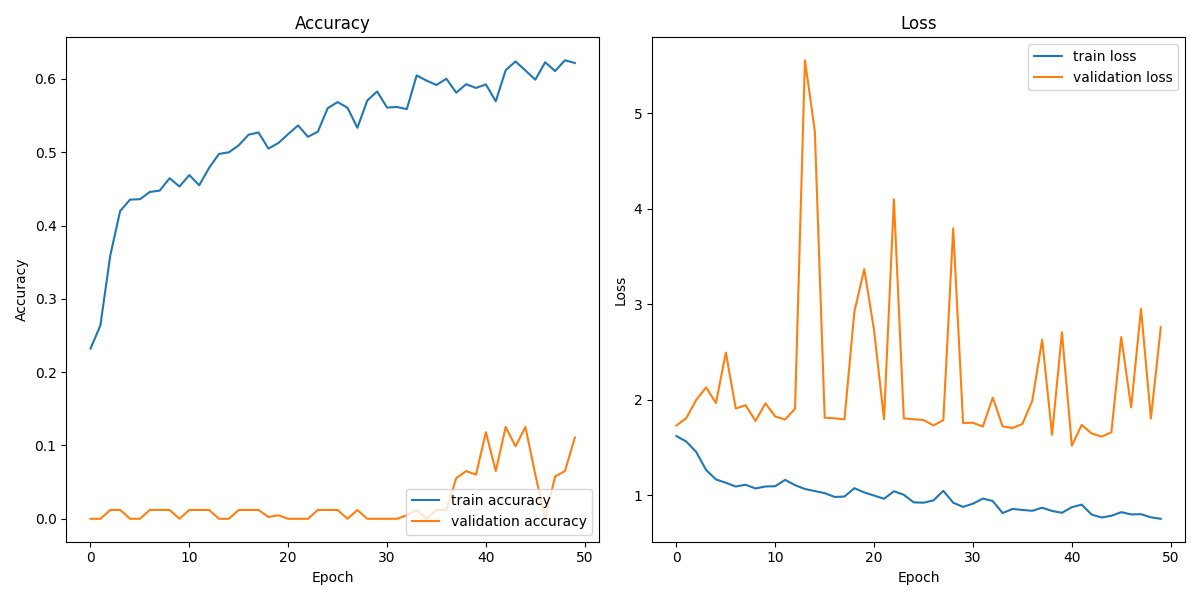 Accuracy
Accuracy
0.6
0.5
0.4
0.3
0.2
0.1
0.0
train accuracy
validation accuracy
0 10 20 30 40 50
Epoch
Loss
Loss
5
4
3
2
1
train loss
validation loss
0 10 20 30 40 50
Epoch